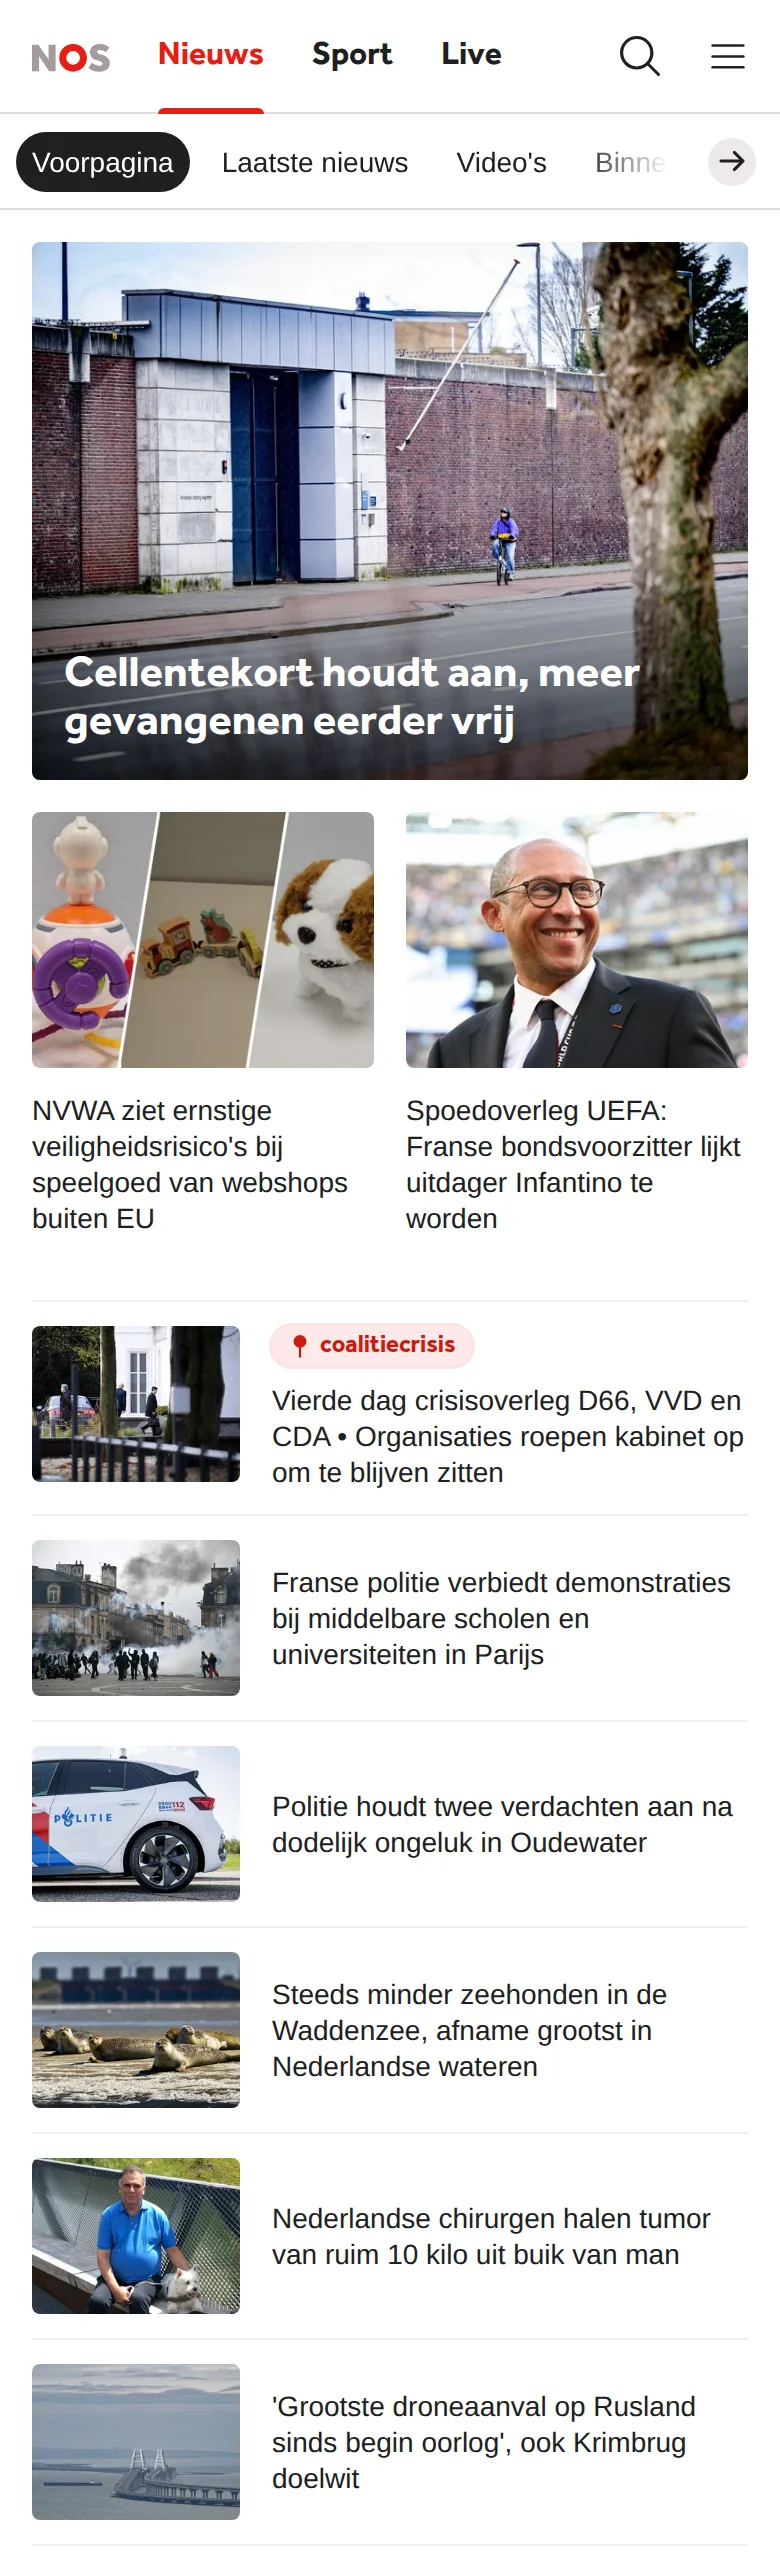 NOS Nieuws Sport Live
Voorpagina Laatste nieuws Video's Binne
Cellentekort houdt aan, meer
gevangenen eerder vrij
NVWA ziet ernstige
veiligheidsrisico's bij
speelgoed van webshops
buiten EU
Spoedoverleg UEFA:
Franse bondsvoorzitter lijkt
uitdager Infantino te
worden
coalitiecrisis
Vierde dag crisisoverleg D66, VVD en
CDA • Organisaties roepen kabinet op
om te blijven zitten
Franse politie verbiedt demonstraties
bij middelbare scholen en
universiteiten in Parijs
POLITIE
112
Politie houdt twee verdachten aan na
dodelijk ongeluk in Oudewater
Steeds minder zeehonden in de
Waddenzee, afname grootst in
Nederlandse wateren
Nederlandse chirurgen halen tumor
van ruim 10 kilo uit buik van man
'Grootste droneaanval op Rusland
sinds begin oorlog', ook Krimbrug
doelwit